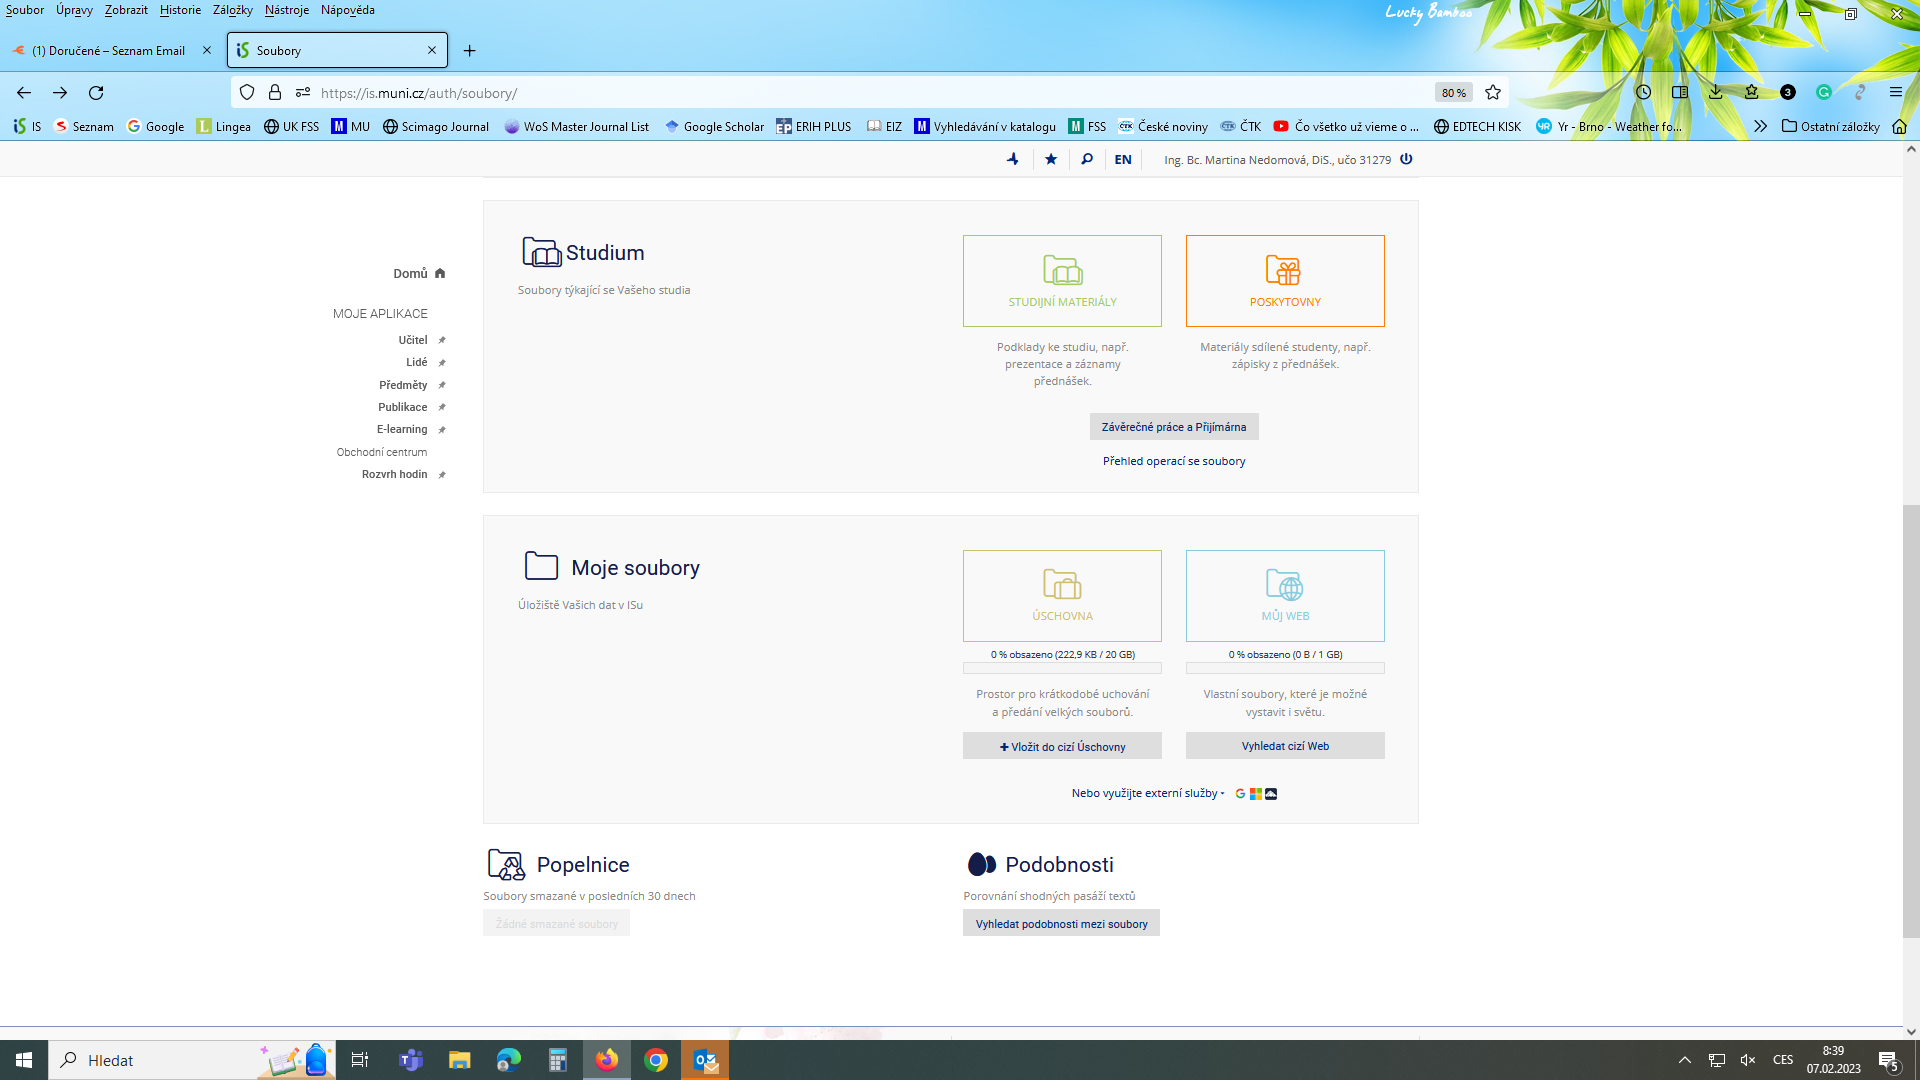 Soubor Úpravy Zobrazit Historie Záložky Nástroje Nápověda
Lucky Bamboo
(1) Doručené – Seznam Email
Soubory
https://is.muni.cz/auth/soubory/
80 %
IS Seznam Google Lingea UK FSS MU Scimago Journal WoS Master Journal List Google Scholar ERIH PLUS EIZ Vyhledávání v katalogu FSS České noviny ČTK Čo všetko už vieme o ... EDTECH KISK Yr - Brno - Weather fo... Ostatní záložky
EN
Ing. Bc. Martina Nedomová, DiS., učo 31279
Domů
MOJE APLIKACE
Učitel
Lidé
Předměty
Publikace
E-learning
Obchodní centrum
Rozvrh hodin
Studium
Soubory týkající se Vašeho studia
STUDIJNÍ MATERIÁLY
Podklady ke studiu, např.
prezentace a záznamy
přednášek.
POSKYTOVNY
Materiály sdílené studenty, např.
zápisky z přednášek.
Závěrečné práce a Přijímárna
Přehled operací se soubory
Moje soubory
Úložiště Vašich dat v ISu
ÚSCHOVNA
0 % obsazeno (222,9 KB / 20 GB)
Prostor pro krátkodobé uchování
a předání velkých souborů.
Vložit do cizí Úschovny
MŮJ WEB
0 % obsazeno (0 B / 1 GB)
Vlastní soubory, které je možné
vystavit i světu.
Vyhledat cizí Web
Nebo využijte externí služby
Popelnice
Soubory smazané v posledních 30 dnech
Žádné smazané soubory
Podobnosti
Porovnání shodných pasáží textů
Vyhledat podobnosti mezi soubory
Hledat
CES
8:39
07.02.2023
5